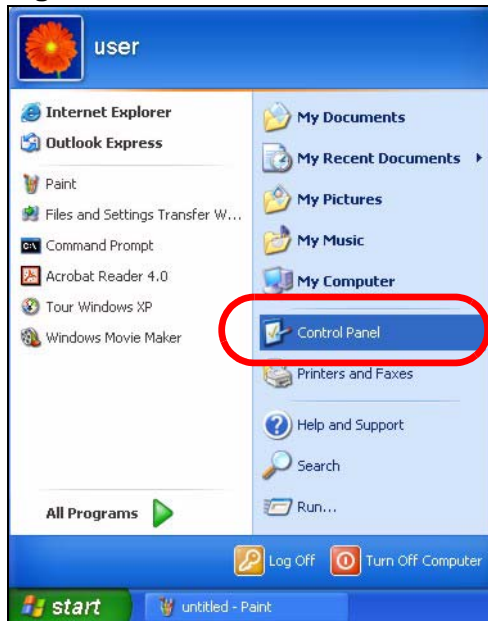 user
Internet Explorer
Outlook Express
Paint
Files and Settings Transfer W...
Command Prompt
Acrobat Reader 4.0
Tour Windows XP
Windows Movie Maker
All Programs
My Documents
My Recent Documents
My Pictures
My Music
My Computer
Control Panel
Printers and Faxes
Help and Support
Search
Run...
Log Off
Turn Off Computer
start
untitled - Paint